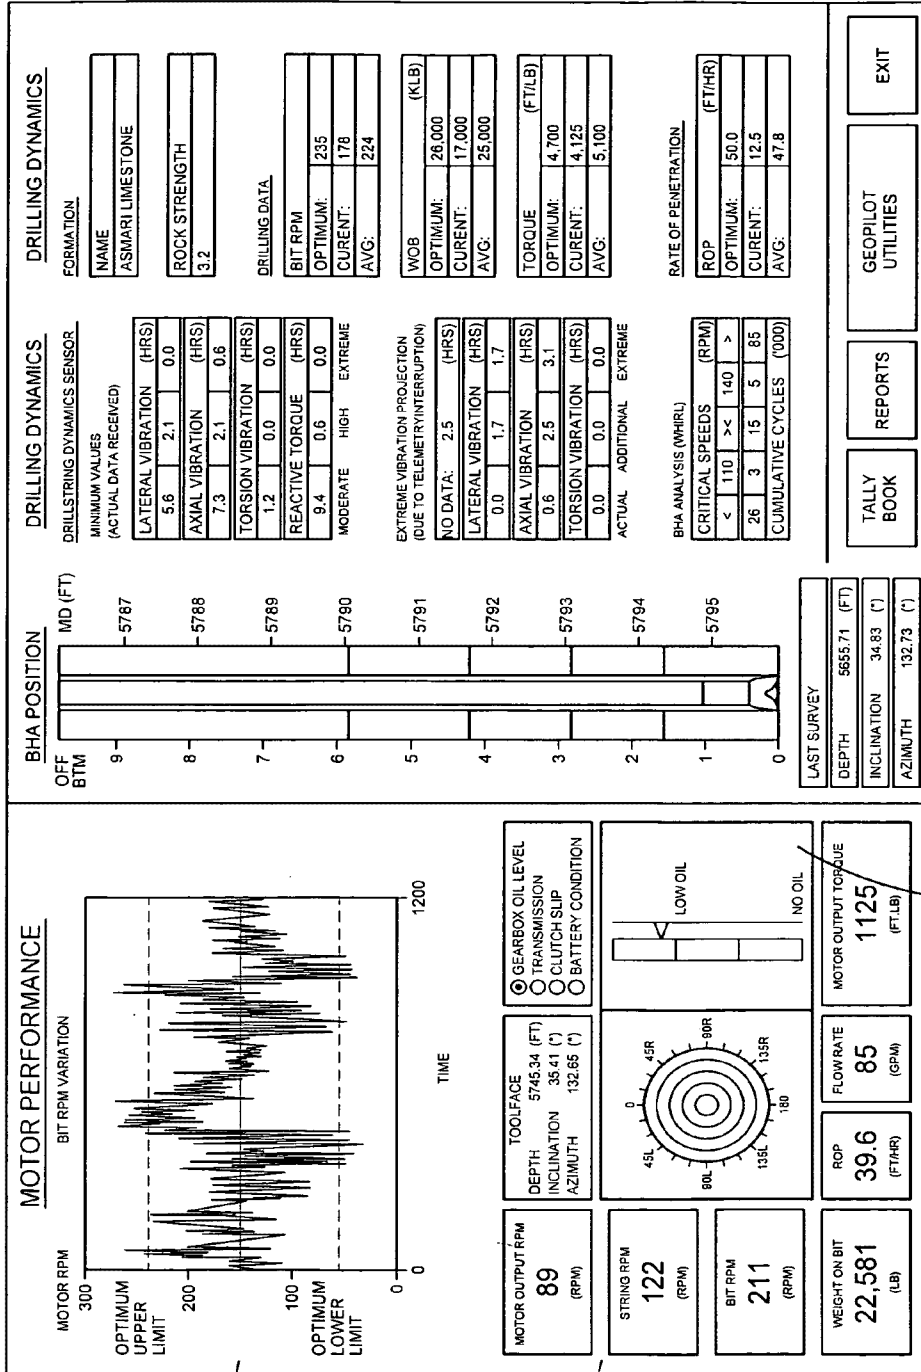 MOTOR PERFORMANCE
MOTOR RPM
BIT RPM VARIATION
300
OPTIMUM
UPPER
LIMIT
200
100
OPTIMUM
LOWER
LIMIT
0
1200
TIME
MOTOR OUTPUT RPM
89
(RPM)
TOOLFACE
DEPTH 5745.34 (FT)
INCLINATION 35.41 (°)
AZIMUTH 132.65 (°)
GEARBOX OIL LEVEL
TRANSMISSION
CLUTCH SLIP
BATTERY CONDITION
STRING RPM
122
(RPM)
BIT RPM
211
(RPM)
0
45L
45R
90L
90R
135L
135R
180
LOW OIL
NO OIL
WEIGHT ON BIT
22,581
(LB)
ROP
39.6
(FT/HR)
FLOW RATE
85
(GPM)
MOTOR OUTPUT TORQUE
1125
(FT.LB)
BHA POSITION
OFF
BTM
MD (FT)
9
8
7
6
5
4
3
2
1
0
5787
5788
5789
5790
5791
5792
5793
5794
5795
LAST SURVEY
DEPTH 5655.71 (FT)
INCLINATION 34.83 (°)
AZIMUTH 132.73 (°)
DRILLING DYNAMICS
DRILLSTRING DYNAMICS SENSOR
MINIMUM VALUES
(ACTUAL DATA RECEIVED)
LATERAL VIBRATION (HRS)
5.6 2.1 0.0
AXIAL VIBRATION (HRS)
7.3 2.1 0.6
TORSION VIBRATION (HRS)
1.2 0.0 0.0
REACTIVE TORQUE (HRS)
9.4 0.6 0.0
MODERATE HIGH EXTREME
EXTREME VIBRATION PROJECTION
(DUE TO TELEMETRYINTERRUPTION)
NO DATA: 2.5 (HRS)
LATERAL VIBRATION (HRS)
0.0 1.7 1.7
AXIAL VIBRATION (HRS)
0.6 2.5 3.1
TORSION VIBRATION (HRS)
0.0 0.0 0.0
ACTUAL ADDITIONAL EXTREME
BHA ANALYSIS (WHIRL)
CRITICAL SPEEDS (RPM)
< 110 >< 140 >
26 3 15 5 85
CUMULATIVE CYCLES ('000)
DRILLING DYNAMICS
FORMATION
NAME
ASMARI LIMESTONE
ROCK STRENGTH
3.2
DRILLING DATA
BIT RPM
OPTIMUM: 235
CURENT: 178
AVG: 224
WOB (KLB)
OPTIMUM: 26,000
CURENT: 17,000
AVG: 25,000
TORQUE (FT/LB)
OPTIMUM: 4,700
CURENT: 4,125
AVG: 5,100
RATE OF PENETRATION
ROP (FT/HR)
OPTIMUM: 50.0
CURENT: 12.5
AVG: 47.8
TALLY
BOOK
REPORTS
GEOPILOT
UTILITIES
EXIT